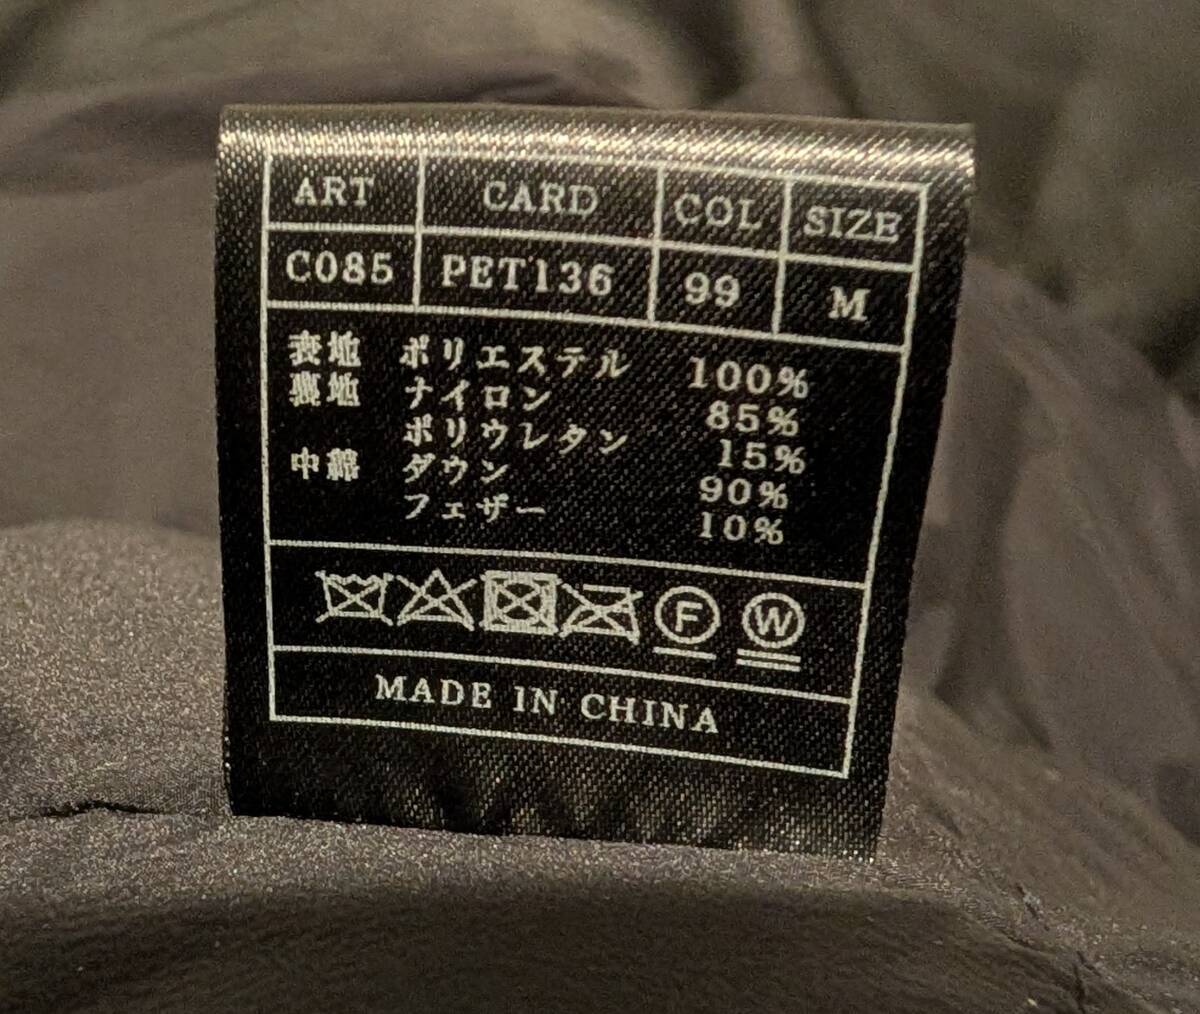 ART CARD COL SIZE
C085 PET136 99 M
表地 ポリエステル 100%
裏地 ナイロン 85%
ポリウレタン 15%
中綿 ダウン 90%
フェザー 10%
F W
MADE IN CHINA